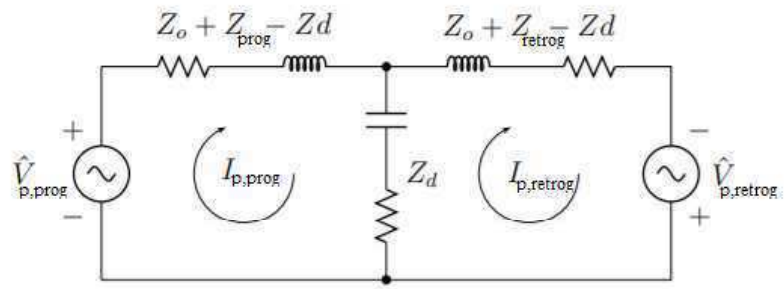 Z_o + Z_prog − Zd
Z_o + Z_retrog − Zd
+
−
V̂_p,prog
I_p,prog
Z_d
I_p,retrog
V̂_p,retrog
−
+